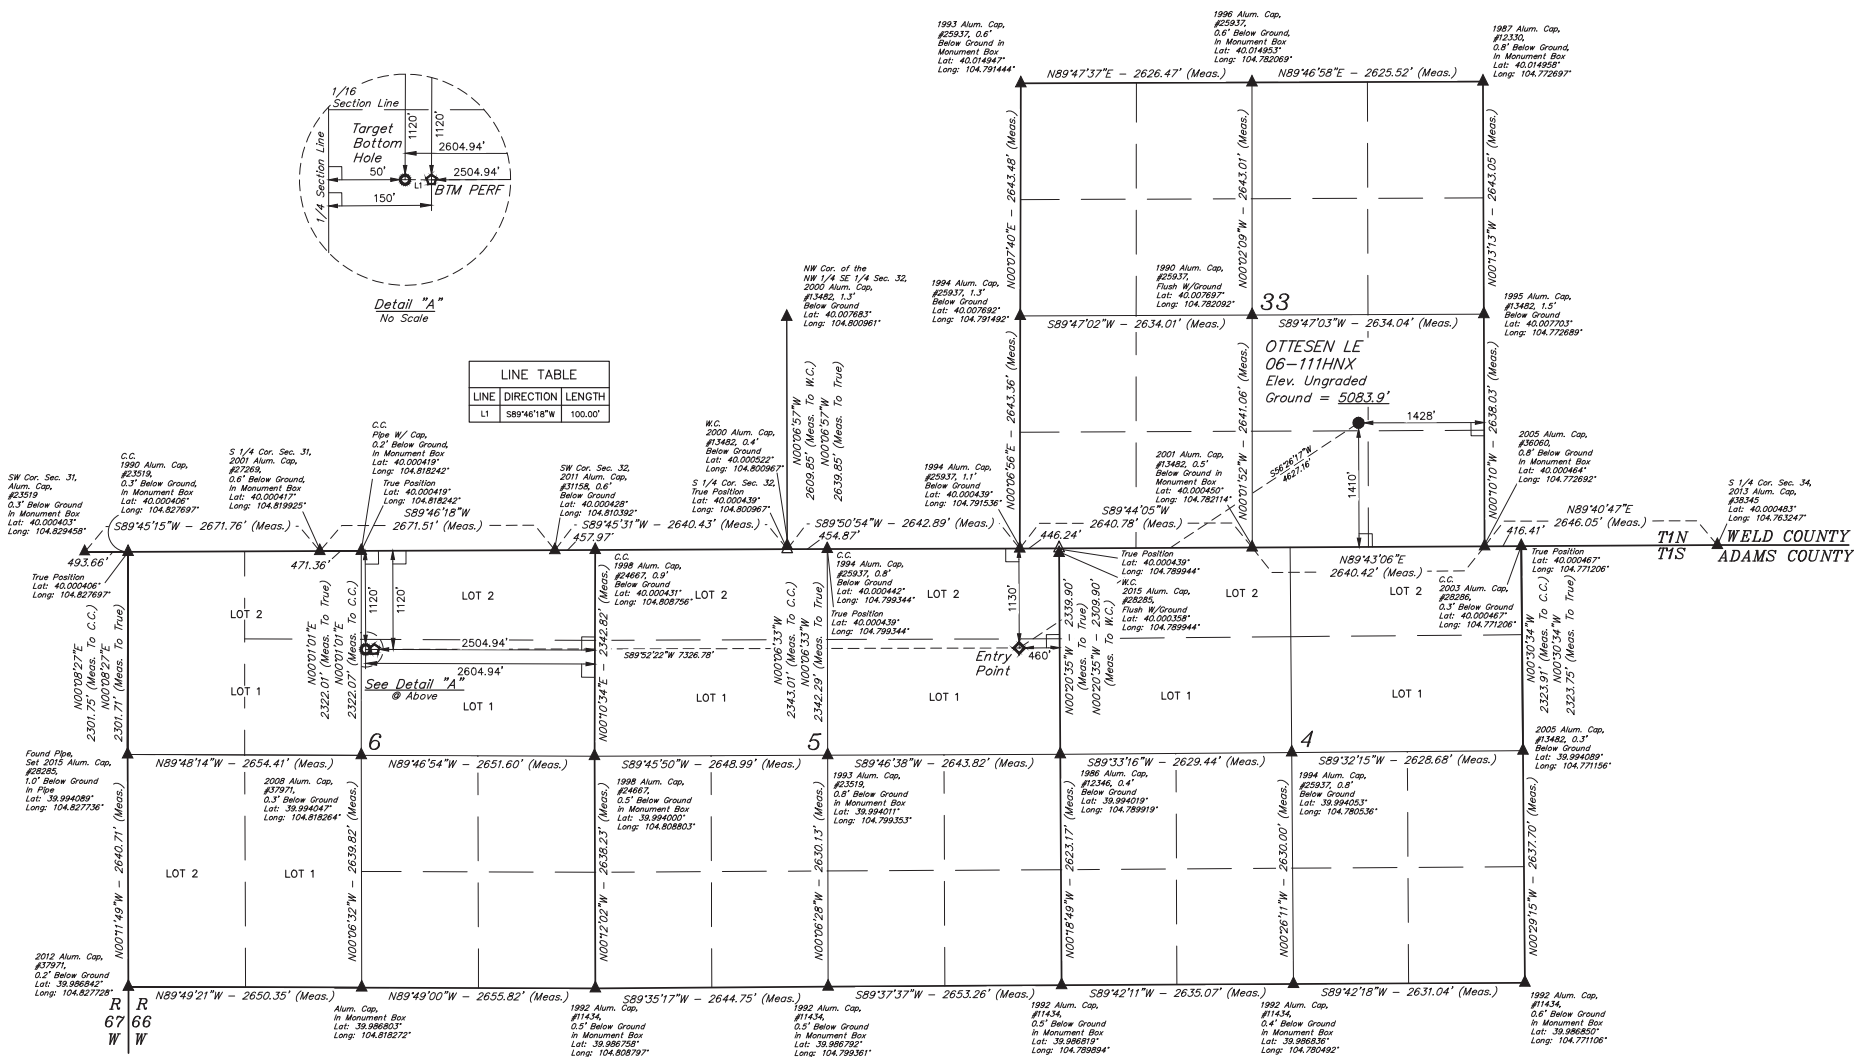 1993 Alum. Cap,
#25937, 0.6'
Below Ground in
Monument Box
Lat: 40.014947°
Long: 104.791444°
1996 Alum. Cap,
#25937,
0.6' Below Ground,
In Monument Box
Lat: 40.014953°
Long: 104.782069°
1987 Alum. Cap,
#12330,
0.8' Below Ground,
In Monument Box
Lat: 40.014958°
Long: 104.772697°
N89°47'37"E - 2626.47' (Meas.)
N89°46'58"E - 2625.52' (Meas.)
1/16
Section Line
1/4 Section Line
Target
Bottom
Hole
1120'
1120'
2604.94'
50'
L1
2504.94'
BTM PERF
150'
Detail "A"
No Scale
N00°07'40"E - 2643.48' (Meas.)
N00°02'09"W - 2643.01' (Meas.)
N00°13'13"W - 2643.05' (Meas.)
NW Cor. of the
NW 1/4 SE 1/4 Sec. 32,
2000 Alum. Cap,
#13482, 1.3'
Below Ground
Lat: 40.007683°
Long: 104.800961°
1994 Alum. Cap,
#25937, 1.3'
Below Ground
Lat: 40.007692°
Long: 104.791492°
1990 Alum. Cap,
#25937,
Flush W/Ground
Lat: 40.007697°
Long: 104.782092°
33
1995 Alum. Cap,
#13482, 1.5'
Below Ground
Lat: 40.007703°
Long: 104.772689°
S89°47'02"W - 2634.01' (Meas.)
S89°47'03"W - 2634.04' (Meas.)
OTTESEN LE
06-111HNX
Elev. Ungraded
Ground = 5083.9'
1428'
1410'
S56°26'17"W
4627.16'
LINE TABLE
LINE DIRECTION LENGTH
L1 S89°46'18"W 100.00'
N00°06'57"W
2609.85' (Meas. To W.C.)
N00°06'57"W
2639.85' (Meas. To True)
N00°06'56"E - 2643.36' (Meas.)
N00°01'52"W - 2641.06' (Meas.)
N00°10'10"W - 2638.03' (Meas.)
SW Cor. Sec. 31,
Alum. Cap,
#23519
0.3' Below Ground
In Monument Box
Lat: 40.000403°
Long: 104.829458°
C.C.
1990 Alum. Cap,
#23519,
0.3' Below Ground,
In Monument Box
Lat: 40.000406°
Long: 104.827697°
S 1/4 Cor. Sec. 31,
2001 Alum. Cap,
#27269,
0.6' Below Ground,
In Monument Box
Lat: 40.000417°
Long: 104.819925°
C.C.
Pipe W/ Cap,
0.2' Below Ground,
In Monument Box
Lat: 40.000419°
Long: 104.818242°
True Position
Lat: 40.000419°
Long: 104.818242°
SW Cor. Sec. 32,
2011 Alum. Cap,
#31158, 0.6'
Below Ground
Lat: 40.000428°
Long: 104.810392°
W.C.
2000 Alum. Cap,
#13482, 0.4'
Below Ground
Lat: 40.000522°
Long: 104.800967°
S 1/4 Cor. Sec. 32,
True Position
Lat: 40.000439°
Long: 104.800967°
1994 Alum. Cap,
#25937, 1.1'
Below Ground
Lat: 40.000439°
Long: 104.791536°
2001 Alum. Cap,
#13482, 0.5'
Below Ground in
Monument Box
Lat: 40.000450°
Long: 104.782114°
2005 Alum. Cap,
#36060,
0.8' Below Ground,
In Monument Box
Lat: 40.000464°
Long: 104.772692°
S 1/4 Cor. Sec. 34,
2013 Alum. Cap,
#38345
Lat: 40.000483°
Long: 104.763247°
S89°45'15"W - 2671.76' (Meas.)
S89°46'18"W
2671.51' (Meas.)
S89°45'31"W - 2640.43' (Meas.)
S89°50'54"W - 2642.89' (Meas.)
S89°44'05"W
2640.78' (Meas.)
N89°43'06"E
2640.42' (Meas.)
N89°40'47"E
2646.05' (Meas.)
493.66'
471.36'
457.97'
454.87'
446.24'
416.41'
T1N WELD COUNTY
T1S ADAMS COUNTY
True Position
Lat: 40.000406°
Long: 104.827697°
C.C.
1998 Alum. Cap,
#24667, 0.9'
Below Ground
Lat: 40.000431°
Long: 104.808756°
C.C.
1994 Alum. Cap,
#25937, 0.8'
Below Ground
Lat: 40.000442°
Long: 104.799344°
True Position
Lat: 40.000439°
Long: 104.799344°
True Position
Lat: 40.000439°
Long: 104.789944°
W.C.
2015 Alum. Cap,
#28285,
Flush W/Ground
Lat: 40.000358°
Long: 104.789944°
C.C.
2003 Alum. Cap,
#28286,
0.3' Below Ground
Lat: 40.000467°
Long: 104.771206°
True Position
Lat: 40.000467°
Long: 104.771206°
LOT 2
LOT 2
LOT 2
LOT 2
LOT 2
LOT 2
1120'
1120'
1130'
2504.94'
2604.94'
S89°52'22"W 7326.78'
Entry
Point
460'
See Detail "A"
@ Above
LOT 1
LOT 1
LOT 1
LOT 1
LOT 1
LOT 1
N00°08'27"E
2301.75' (Meas. To C.C.)
N00°08'27"E
2301.71' (Meas. To True)
N00°01'01"E
2322.01' (Meas. To True)
N00°01'01"E
2322.07' (Meas. To C.C.)
N00°10'34"E - 2342.82' (Meas.)
N00°06'33"W
2343.01' (Meas. To C.C.)
N00°06'33"W
2342.29' (Meas. To True)
N00°20'35"W - 2339.90'
(Meas. To True)
N00°20'35"W - 2309.90'
(Meas. To W.C.)
N00°30'34"W
2323.91' (Meas. To C.C.)
N00°30'34"W
2323.75' (Meas. To True)
6
5
4
N89°48'14"W - 2654.41' (Meas.)
N89°46'54"W - 2651.60' (Meas.)
S89°45'50"W - 2648.99' (Meas.)
S89°46'38"W - 2643.82' (Meas.)
S89°33'16"W - 2629.44' (Meas.)
S89°32'15"W - 2628.68' (Meas.)
Found Pipe,
Set 2015 Alum. Cap,
#28285,
1.0' Below Ground
In Pipe
Lat: 39.994089°
Long: 104.827736°
2008 Alum. Cap,
#37971,
0.3' Below Ground
Lat: 39.994047°
Long: 104.818264°
1998 Alum. Cap,
#24667,
0.5' Below Ground
in Monument Box
Lat: 39.994000°
Long: 104.808803°
1993 Alum. Cap,
#23519,
0.8' Below Ground
in Monument Box
Lat: 39.994011°
Long: 104.799353°
1986 Alum. Cap,
#12346, 0.4'
Below Ground
Lat: 39.994019°
Long: 104.789919°
1994 Alum. Cap,
#25937, 0.8'
Below Ground
Lat: 39.994053°
Long: 104.780536°
2005 Alum. Cap,
#13482, 0.3'
Below Ground
Lat: 39.994089°
Long: 104.771156°
N00°11'49"W - 2640.71' (Meas.)
N00°06'32"W - 2639.82' (Meas.)
N00°12'02"W - 2638.23' (Meas.)
N00°06'28"W - 2630.13' (Meas.)
N00°18'49"W - 2623.17' (Meas.)
N00°26'11"W - 2630.00' (Meas.)
N00°29'15"W - 2637.70' (Meas.)
LOT 2
LOT 1
2012 Alum. Cap,
#37971,
0.2' Below Ground
Lat: 39.986842°
Long: 104.827728°
N89°49'21"W - 2650.35' (Meas.)
N89°49'00"W - 2655.82' (Meas.)
S89°35'17"W - 2644.75' (Meas.)
S89°37'37"W - 2653.26' (Meas.)
S89°42'11"W - 2635.07' (Meas.)
S89°42'18"W - 2631.04' (Meas.)
R R
67 66
W W
Alum. Cap,
In Monument Box
Lat: 39.986803°
Long: 104.818272°
1992 Alum. Cap,
#11434,
0.5' Below Ground
In Monument Box
Lat: 39.986758°
Long: 104.808797°
1992 Alum. Cap,
#11434,
0.5' Below Ground
In Monument Box
Lat: 39.986792°
Long: 104.799361°
1992 Alum. Cap,
#11434,
0.5' Below Ground
In Monument Box
Lat: 39.986819°
Long: 104.789894°
1992 Alum. Cap,
#11434,
0.4' Below Ground
In Monument Box
Lat: 39.986836°
Long: 104.780492°
1992 Alum. Cap,
#11434,
0.6' Below Ground
In Monument Box
Lat: 39.986850°
Long: 104.771106°